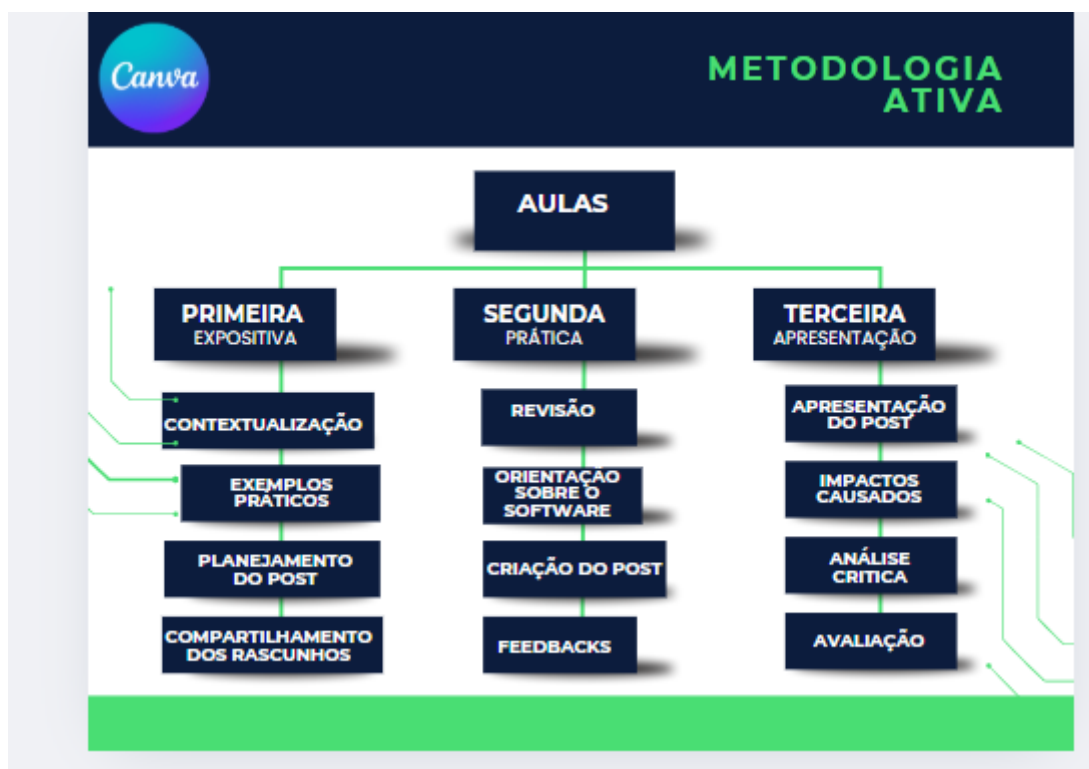 Canva
METODOLOGIA
ATIVA
AULAS
PRIMEIRA
EXPOSITIVA
CONTEXTUALIZAÇÃO
EXEMPLOS
PRÁTICOS
PLANEJAMENTO
DO POST
COMPARTILHAMENTO
DOS RASCUNHOS
SEGUNDA
PRÁTICA
REVISÃO
ORIENTAÇÃO
SOBRE O
SOFTWARE
CRIAÇÃO DO POST
FEEDBACKS
TERCEIRA
APRESENTAÇÃO
APRESENTAÇÃO
DO POST
IMPACTOS
CAUSADOS
ANÁLISE
CRITICA
AVALIAÇÃO